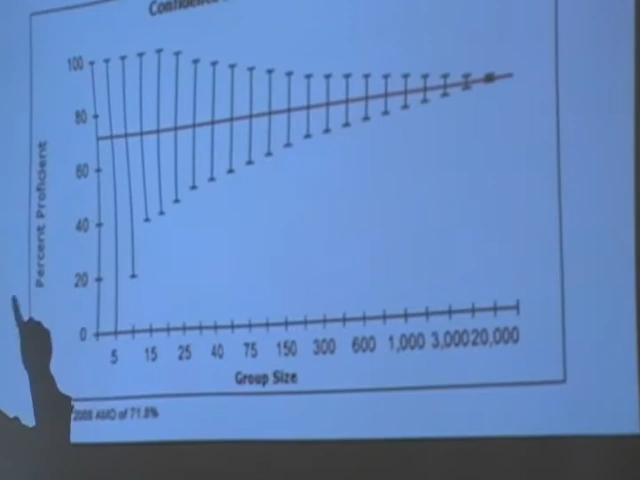 Confidence
100
80
60
40
20
0
Percent Proficient
5 15 25 40 75 150 300 600 1,000 3,000 20,000
Group Size
2008 AMO of 71.8%